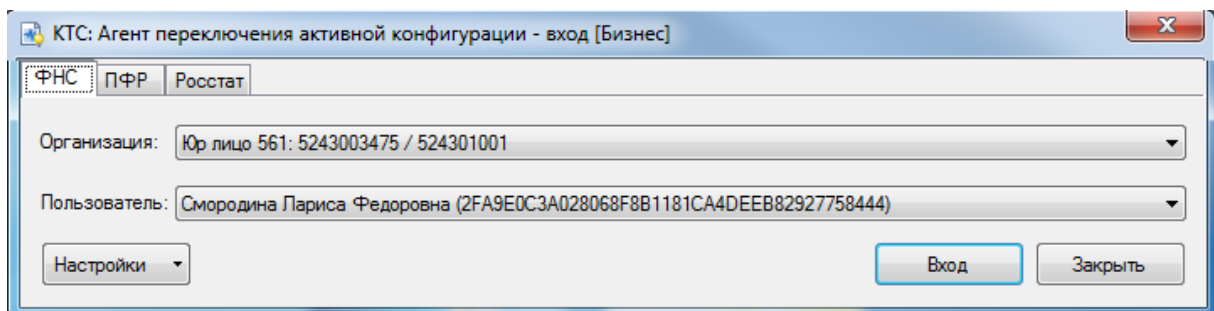 КТС: Агент переключения активной конфигурации - вход [Бизнес]
ФНС ПФР Росстат
Организация: Юр лицо 561: 5243003475 / 524301001
Пользователь: Смородина Лариса Федоровна (2FA9E0C3A028068F8B1181CA4DEEB82927758444)
Настройки Вход Закрыть